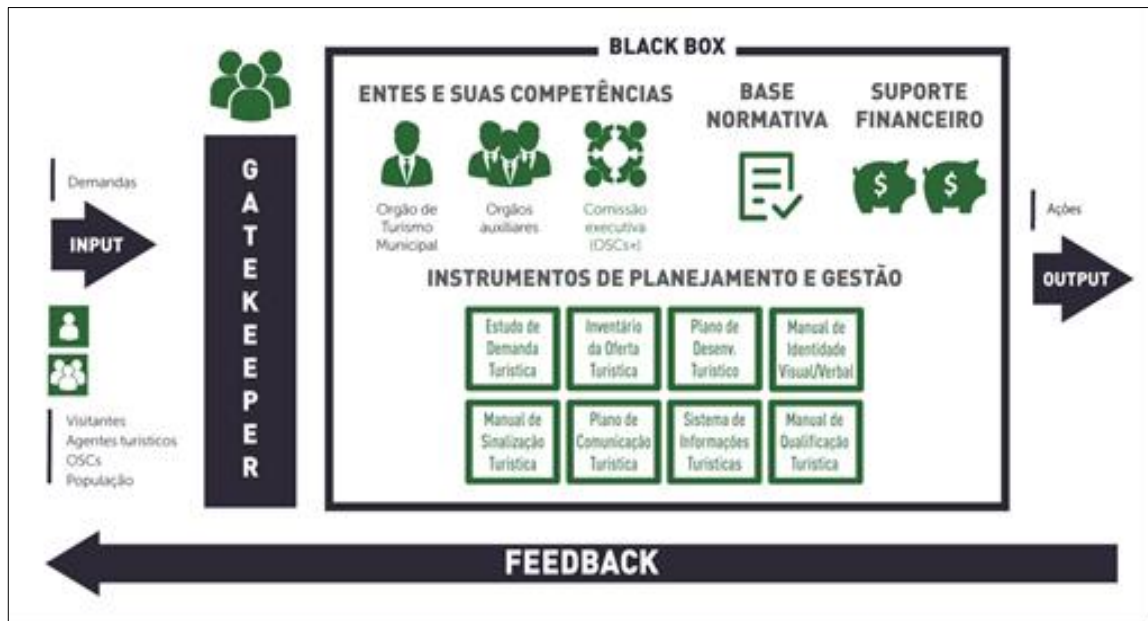 BLACK BOX
ENTES E SUAS COMPETÊNCIAS
BASE
NORMATIVA
SUPORTE
FINANCEIRO
Demandas
INPUT
Visitantes
Agentes turísticos
OSCs
População
G
A
T
E
K
E
E
P
E
R
$
$
Orgão de
Turismo
Municipal
Orgãos
auxiliares
Comissão
executiva
(OSCs+)
INSTRUMENTOS DE PLANEJAMENTO E GESTÃO
Estudo de
Demanda
Turística
Inventário
da Oferta
Turística
Plano de
Desenv.
Turístico
Manual de
Identidade
Visual/Verbal
Manual de
Sinalização
Turística
Plano de
Comunicação
Turística
Sistema de
Informações
Turísticas
Manual de
Qualificação
Turística
Ações
OUTPUT
FEEDBACK